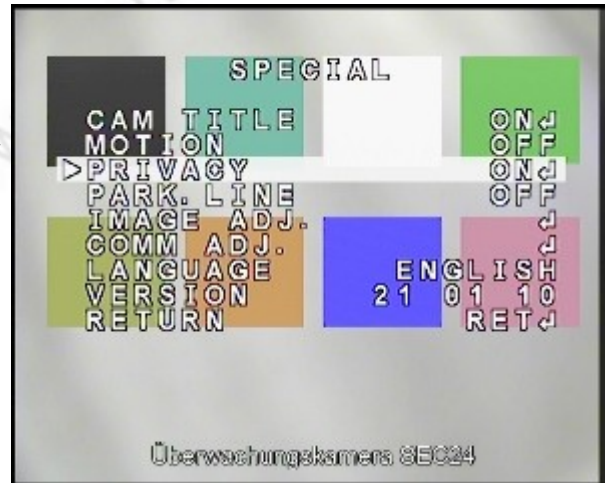 SPECIAL
CAM TITLE ON↲
MOTION OFF
>PRIVACY ON↲
PARK. LINE OFF
IMAGE ADJ. ↲
COMM ADJ. ↲
LANGUAGE ENGLISH
VERSION 21 01 10
RETURN RET↲
Überwachungskamera SEC24